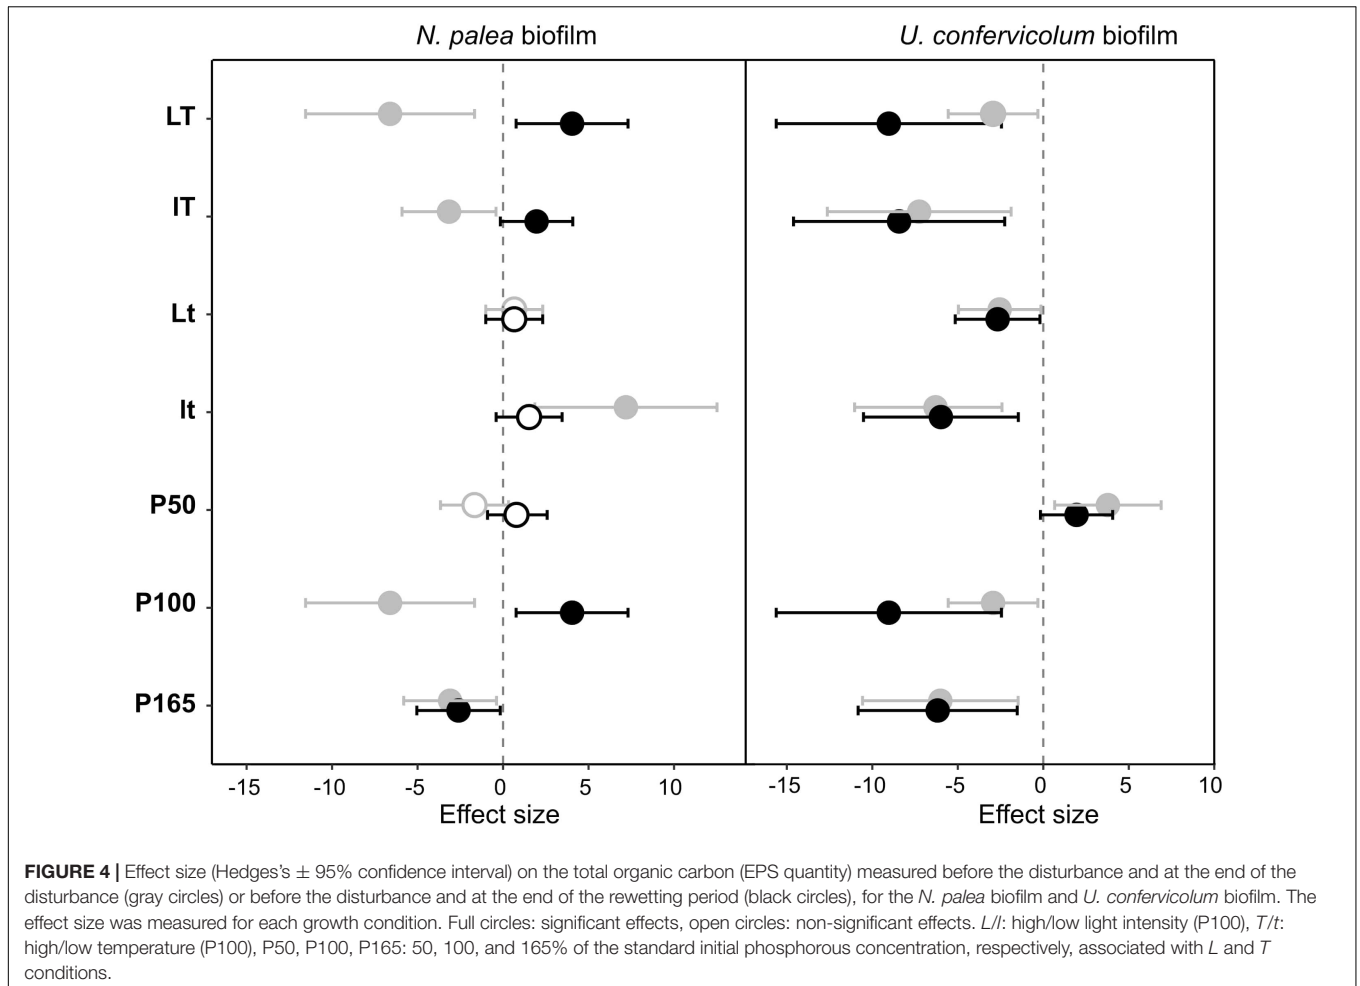 N. palea biofilm
U. confervicolum biofilm
LT
lT
Lt
lt
P50
P100
P165
-15 -10 -5 0 5 10 -15 -10 -5 0 5 10
Effect size Effect size
FIGURE 4 | Effect size (Hedges's ± 95% confidence interval) on the total organic carbon (EPS quantity) measured before the disturbance and at the end of the
disturbance (gray circles) or before the disturbance and at the end of the rewetting period (black circles), for the N. palea biofilm and U. confervicolum biofilm. The
effect size was measured for each growth condition. Full circles: significant effects, open circles: non-significant effects. L/l: high/low light intensity (P100), T/t:
high/low temperature (P100), P50, P100, P165: 50, 100, and 165% of the standard initial phosphorous concentration, respectively, associated with L and T
conditions.